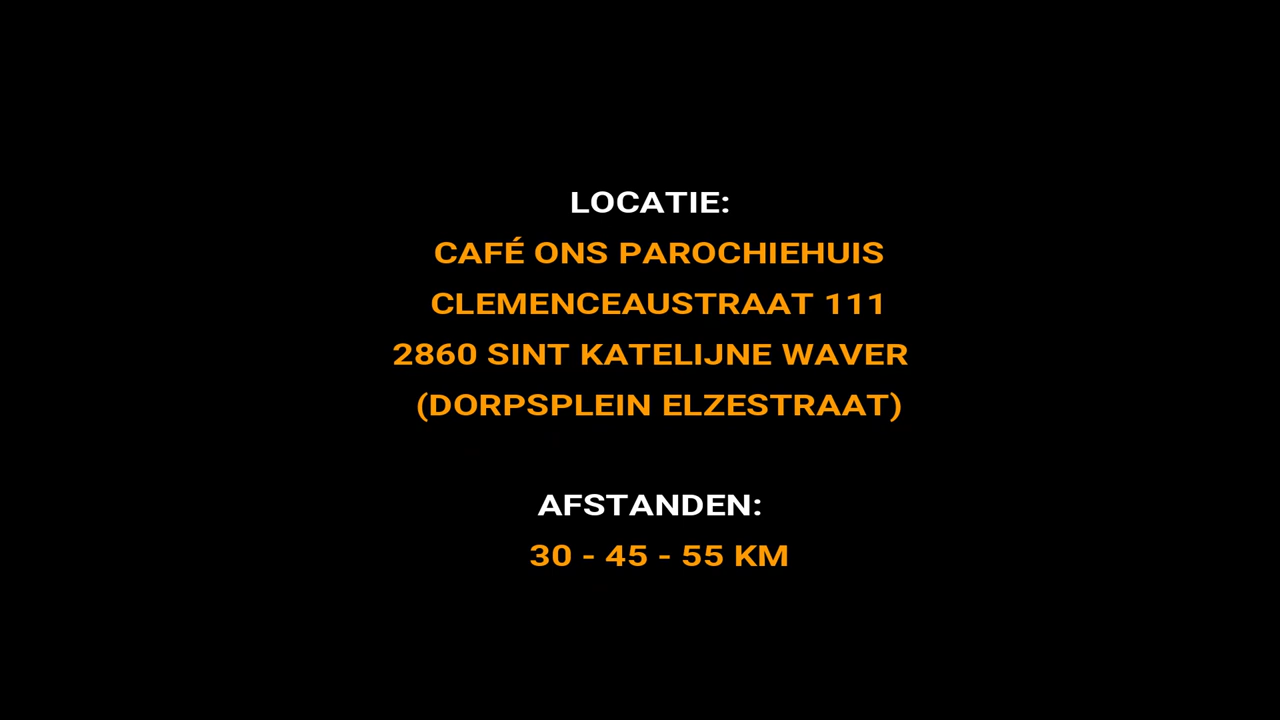 LOCATIE:
CAFÉ ONS PAROCHIEHUIS
CLEMENCEAUSTRAAT 111
2860 SINT KATELIJNE WAVER
(DORPSPLEIN ELZESTRAAT)
AFSTANDEN:
30 - 45 - 55 KM